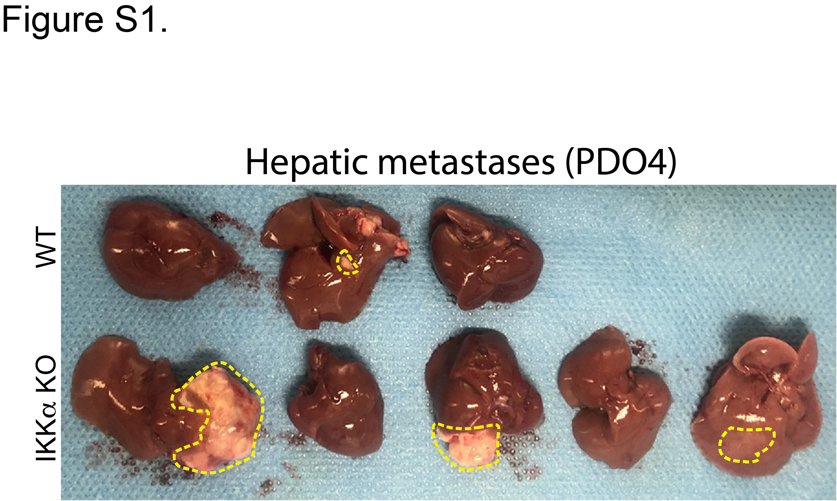 Figure S1.
Hepatic metastases (PDO4)
WT
IKKα KO